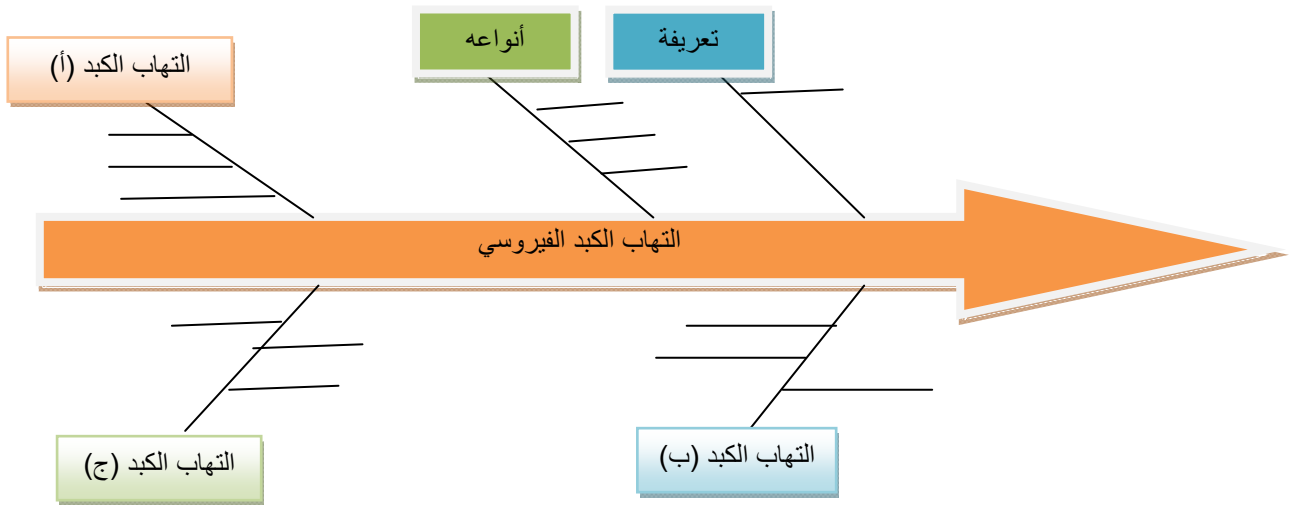 تعريفة
أنواعه
التهاب الكبد (أ)
التهاب الكبد الفيروسي
التهاب الكبد (ب)
التهاب الكبد (ج)